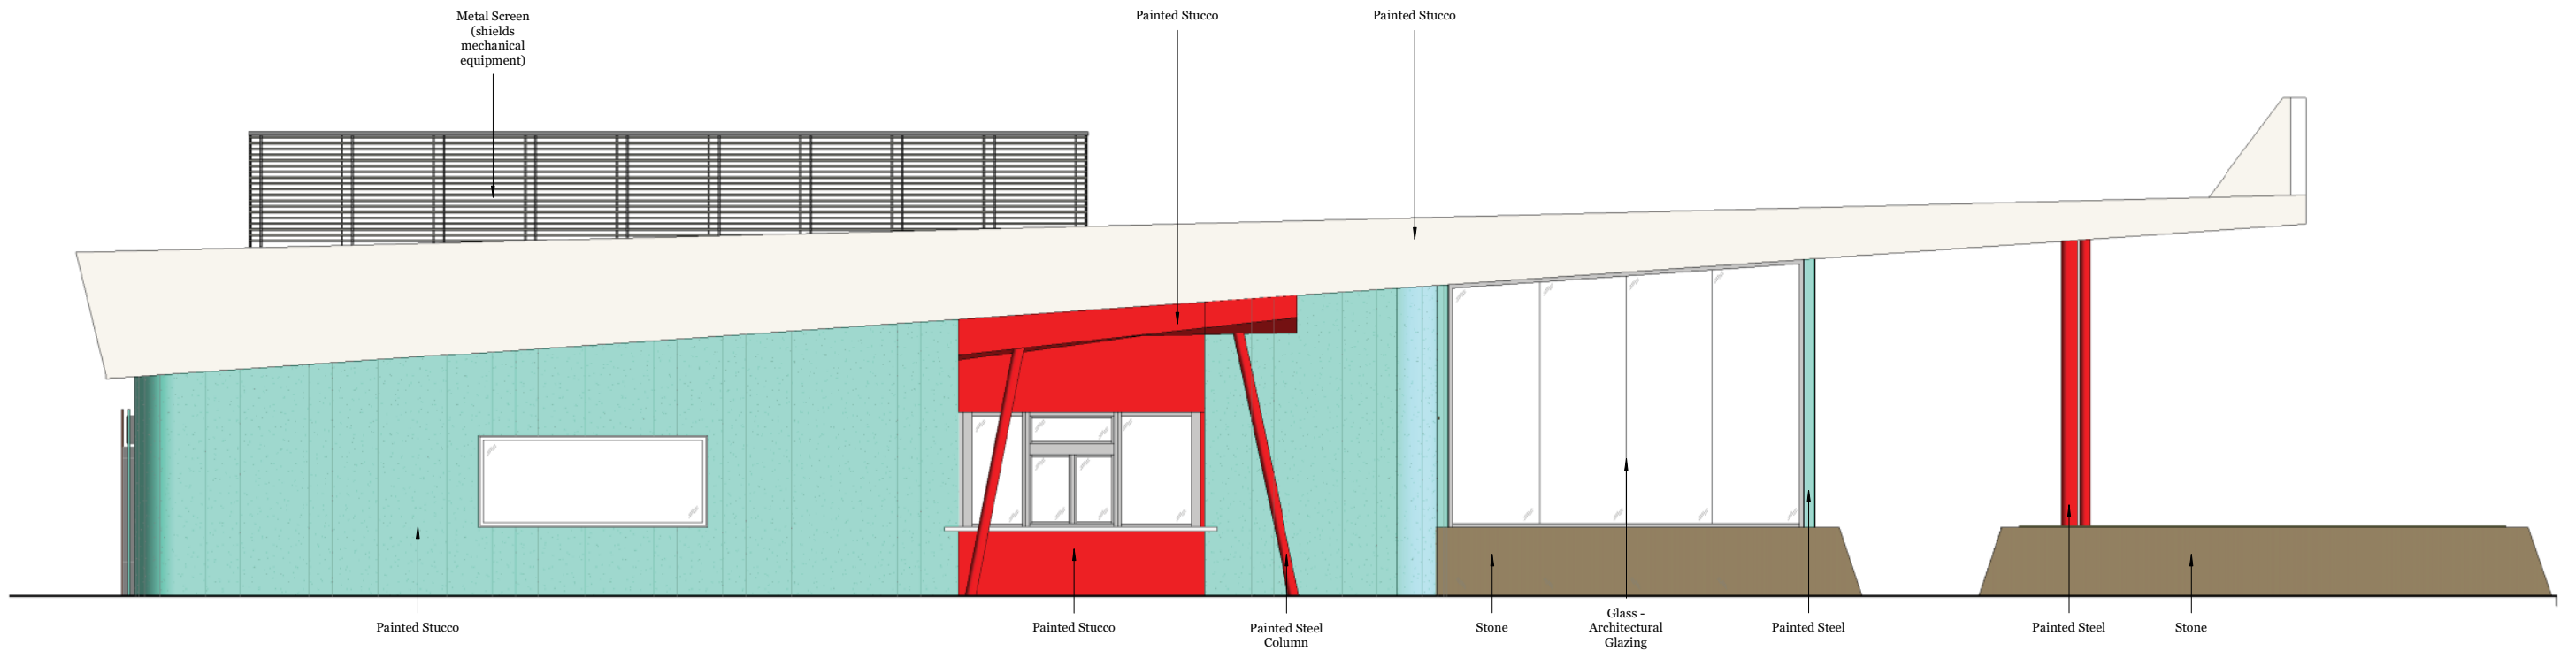 Metal Screen
(shields
mechanical
equipment)
Painted Stucco
Painted Stucco
Painted Stucco
Painted Stucco
Painted Steel
Column
Stone
Glass -
Architectural
Glazing
Painted Steel
Painted Steel
Stone